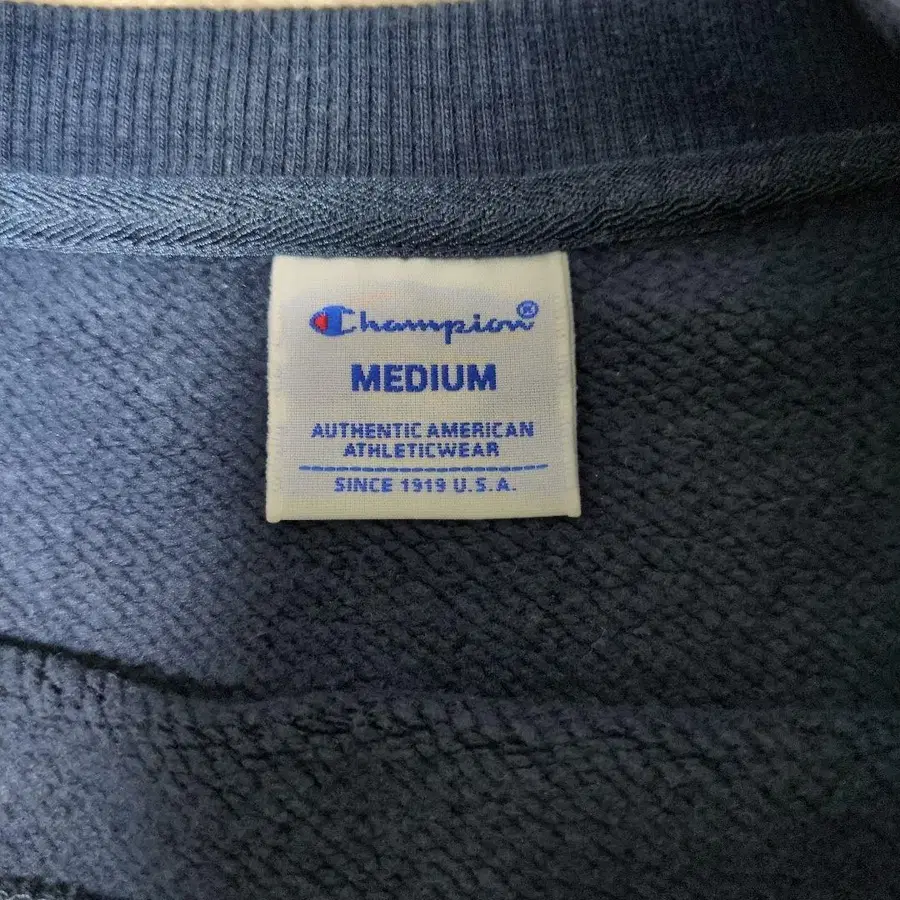 Champion®
MEDIUM
AUTHENTIC AMERICAN
ATHLETICWEAR
SINCE 1919 U.S.A.